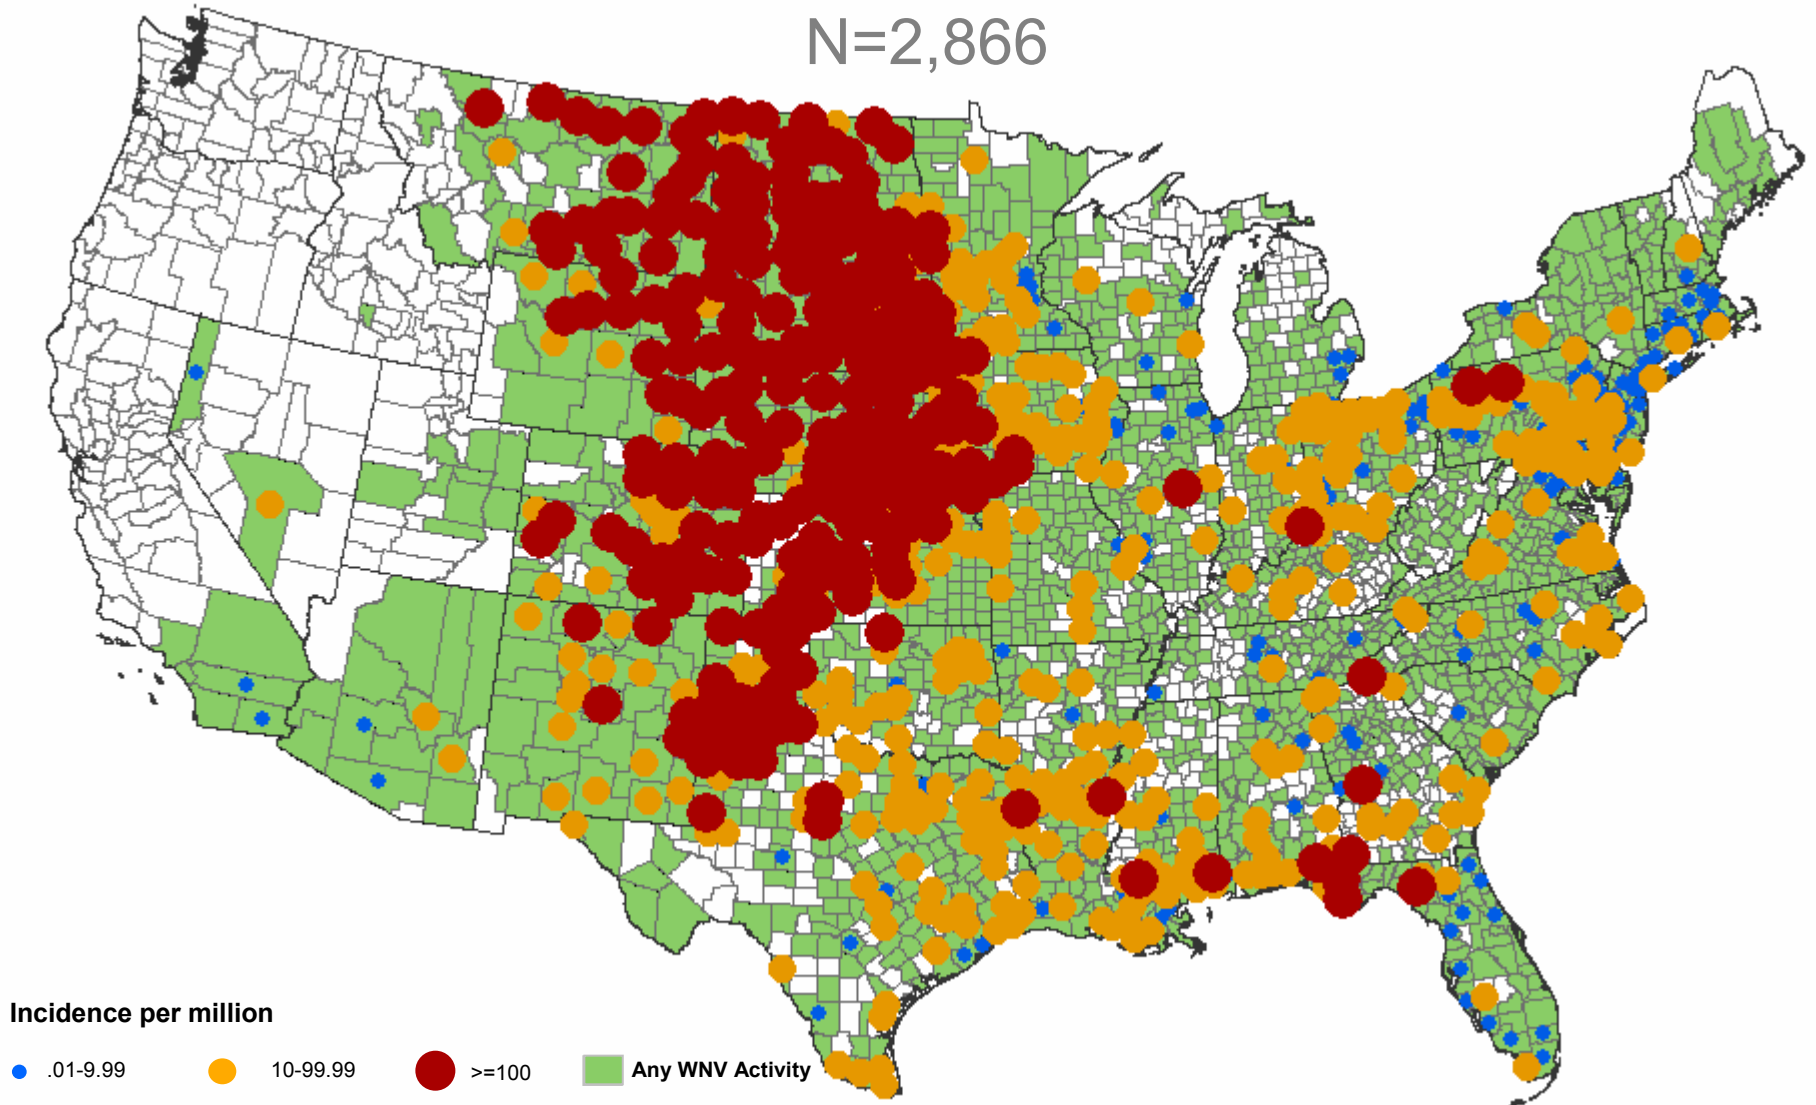 N=2,866
Incidence per million
.01-9.99
10-99.99
>=100
Any WNV Activity